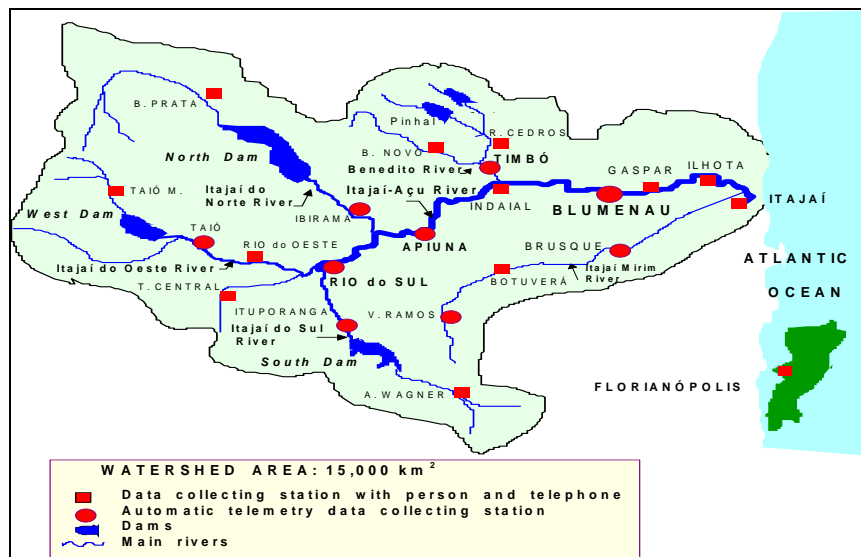 B. PRATA
Pinhal
R. CEDROS
B. NOVO
TIMBÓ
North Dam
Benedito River
GASPAR
ILHOTA
TAIÓ M.
Itajaí do
Norte River
Itajaí-Açu River
INDAIAL
ITAJAÍ
West Dam
IBIRAMA
BLUMENAU
TAIÓ
RIO do OESTE
APIUNA
BRUSQUE
Itajaí do Oeste River
RIO do SUL
BOTUVERÁ
Itajaí Mirim
River
ATLANTIC
OCEAN
T. CENTRAL
ITUPORANGA
Itajaí do Sul
River
V. RAMOS
South Dam
A. WAGNER
FLORIANÓPOLIS
WATERSHED AREA: 15,000 km²
Data collecting station with person and telephone
Automatic telemetry data collecting station
Dams
Main rivers